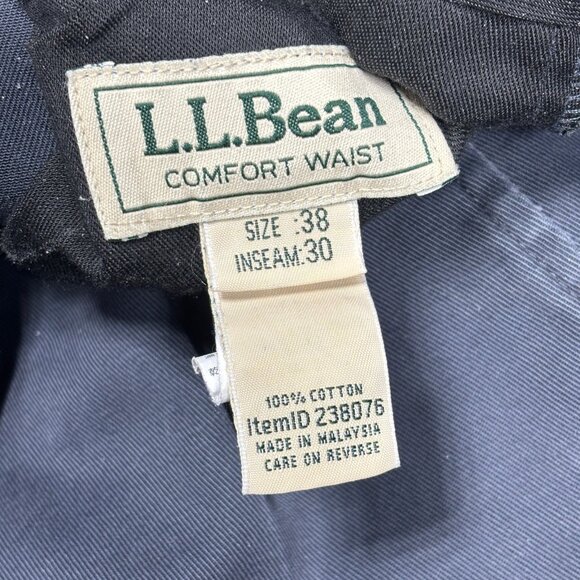 L.L.Bean
COMFORT WAIST
SIZE :38
INSEAM:30
100% COTTON
ItemID 238076
MADE IN MALAYSIA
CARE ON REVERSE